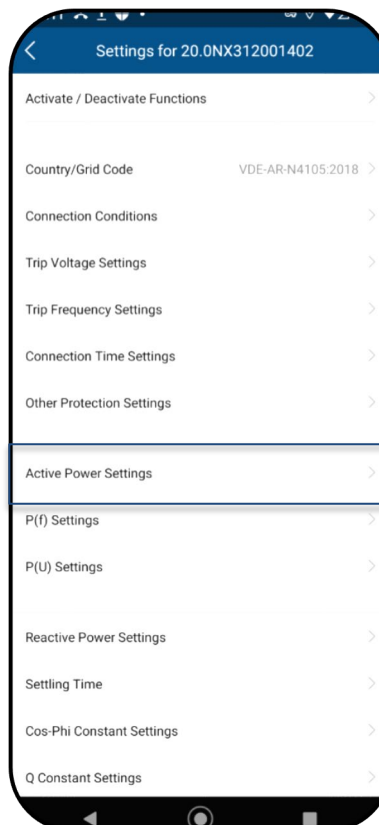 Settings for 20.0NX312001402
Activate / Deactivate Functions
Country/Grid Code VDE-AR-N4105:2018
Connection Conditions
Trip Voltage Settings
Trip Frequency Settings
Connection Time Settings
Other Protection Settings
Active Power Settings
P(f) Settings
P(U) Settings
Reactive Power Settings
Settling Time
Cos-Phi Constant Settings
Q Constant Settings